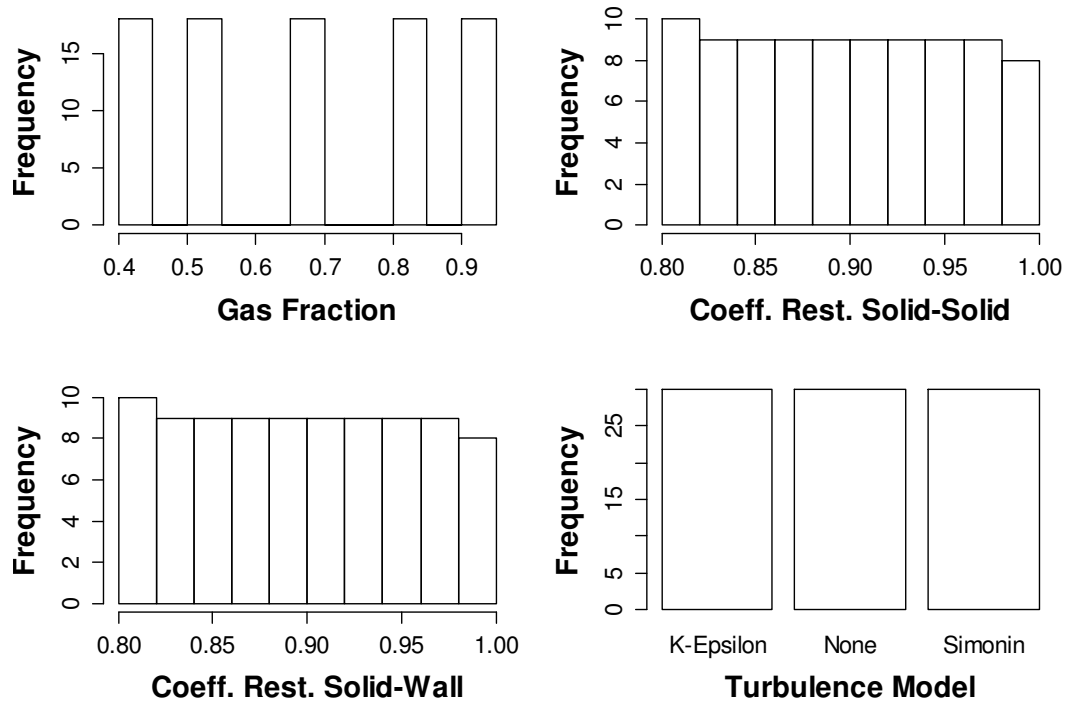 Frequency
0 5 10 15
0.4 0.5 0.6 0.7 0.8 0.9
Gas Fraction
Frequency
0 2 4 6 8 10
0.80 0.85 0.90 0.95 1.00
Coeff. Rest. Solid-Solid
Frequency
0 2 4 6 8 10
0.80 0.85 0.90 0.95 1.00
Coeff. Rest. Solid-Wall
Frequency
0 5 15 25
K-Epsilon None Simonin
Turbulence Model